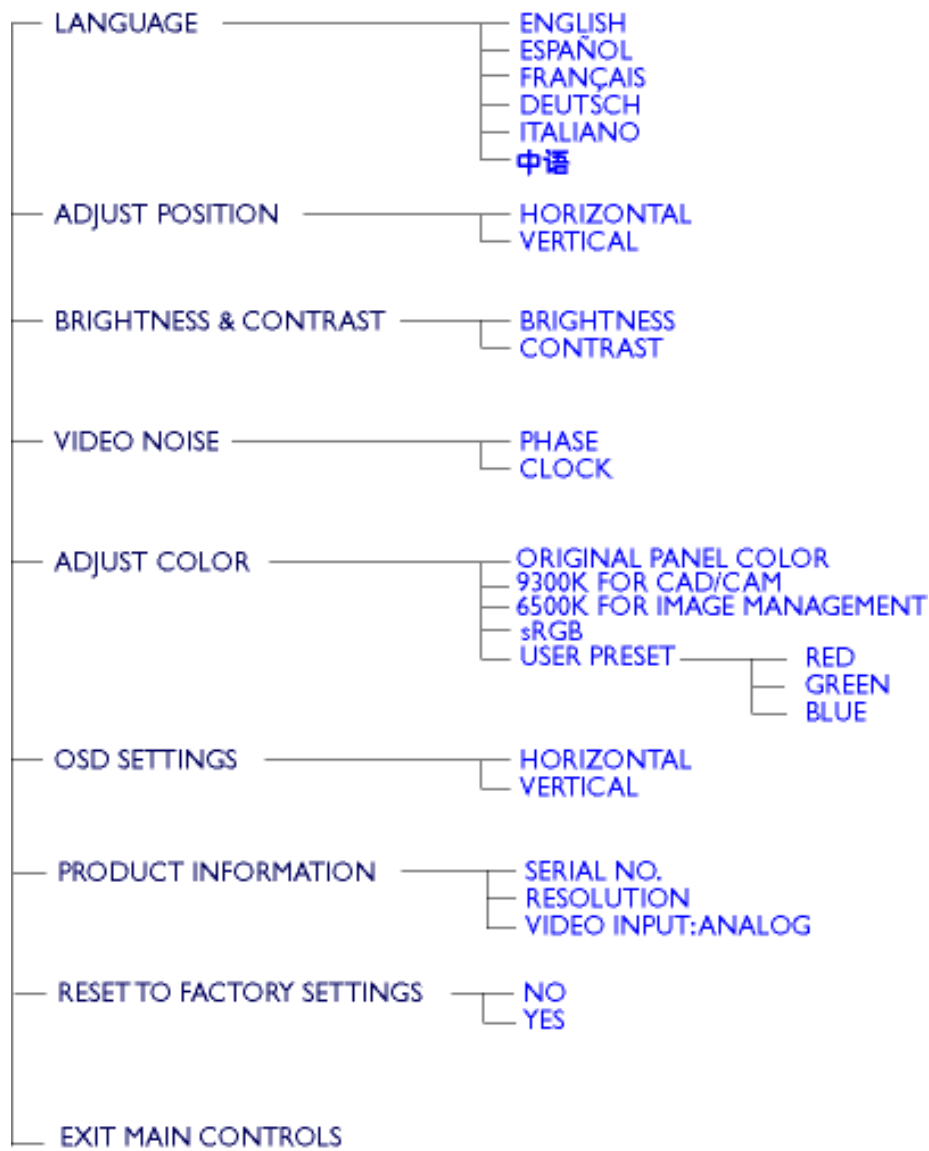 LANGUAGE ENGLISH
ESPAÑOL
FRANÇAIS
DEUTSCH
ITALIANO
中语
ADJUST POSITION HORIZONTAL
VERTICAL
BRIGHTNESS & CONTRAST BRIGHTNESS
CONTRAST
VIDEO NOISE PHASE
CLOCK
ADJUST COLOR ORIGINAL PANEL COLOR
9300K FOR CAD/CAM
6500K FOR IMAGE MANAGEMENT
sRGB
USER PRESET RED
GREEN
BLUE
OSD SETTINGS HORIZONTAL
VERTICAL
PRODUCT INFORMATION SERIAL NO.
RESOLUTION
VIDEO INPUT:ANALOG
RESET TO FACTORY SETTINGS NO
YES
EXIT MAIN CONTROLS